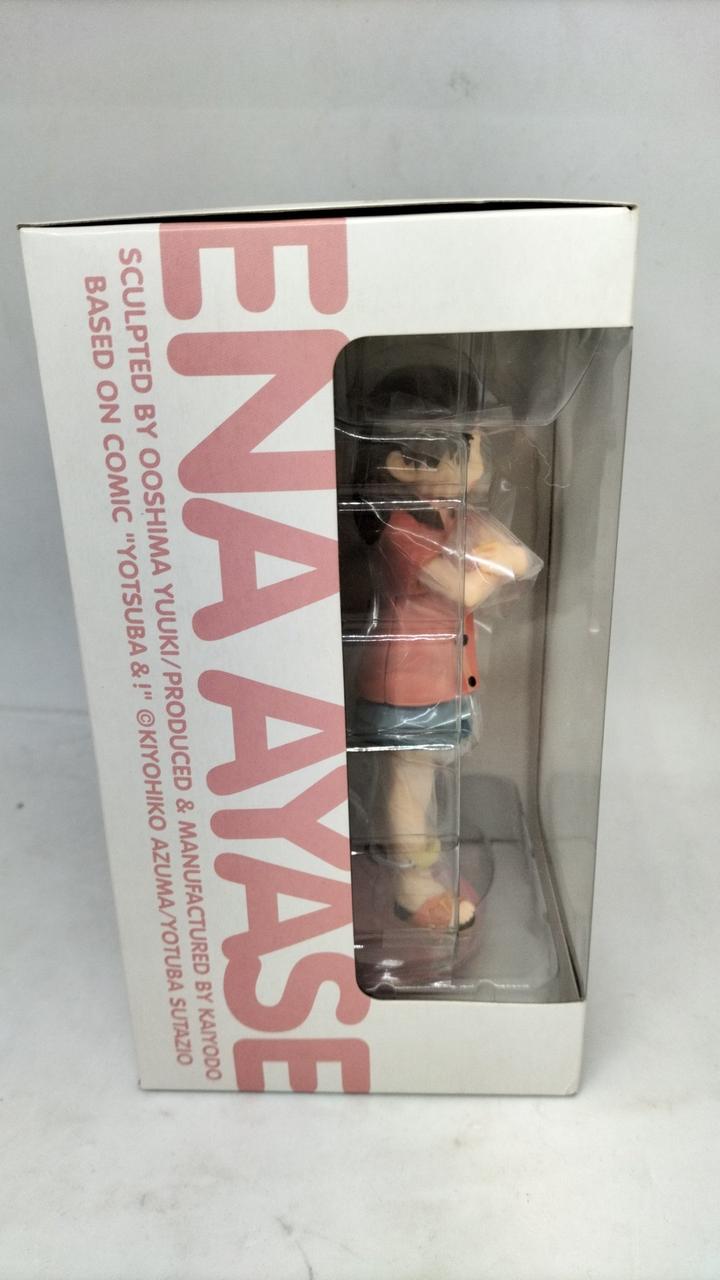 ENA AYASE
SCULPTED BY OOSHIMA YUUKI/PRODUCED & MANUFACTURED BY KAIYODO
BASED ON COMIC "YOTSUBA&!" ©KIYOHIKO AZUMA/YOTUBA SUTAZIO